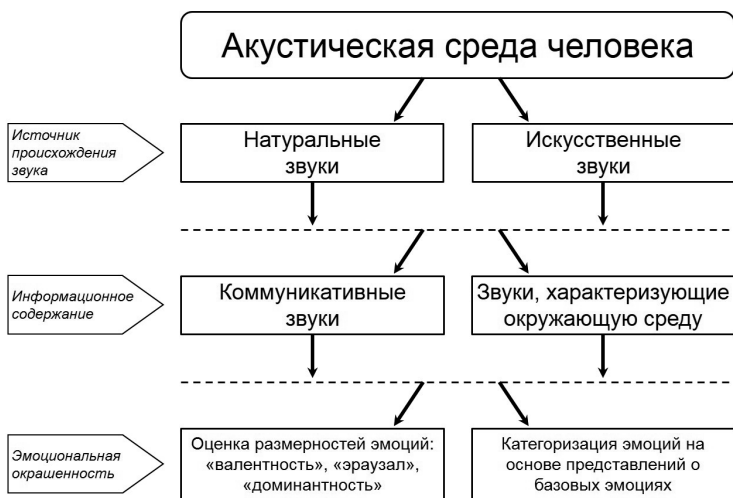 Акустическая среда человека
Источник
происхождения
звука
Натуральные
звуки
Искусственные
звуки
Информационное
содержание
Коммуникативные
звуки
Звуки, характеризующие
окружающую среду
Эмоциональная
окрашенность
Оценка размерностей эмоций:
«валентность», «эраузал»,
«доминантность»
Категоризация эмоций на
основе представлений о
базовых эмоциях